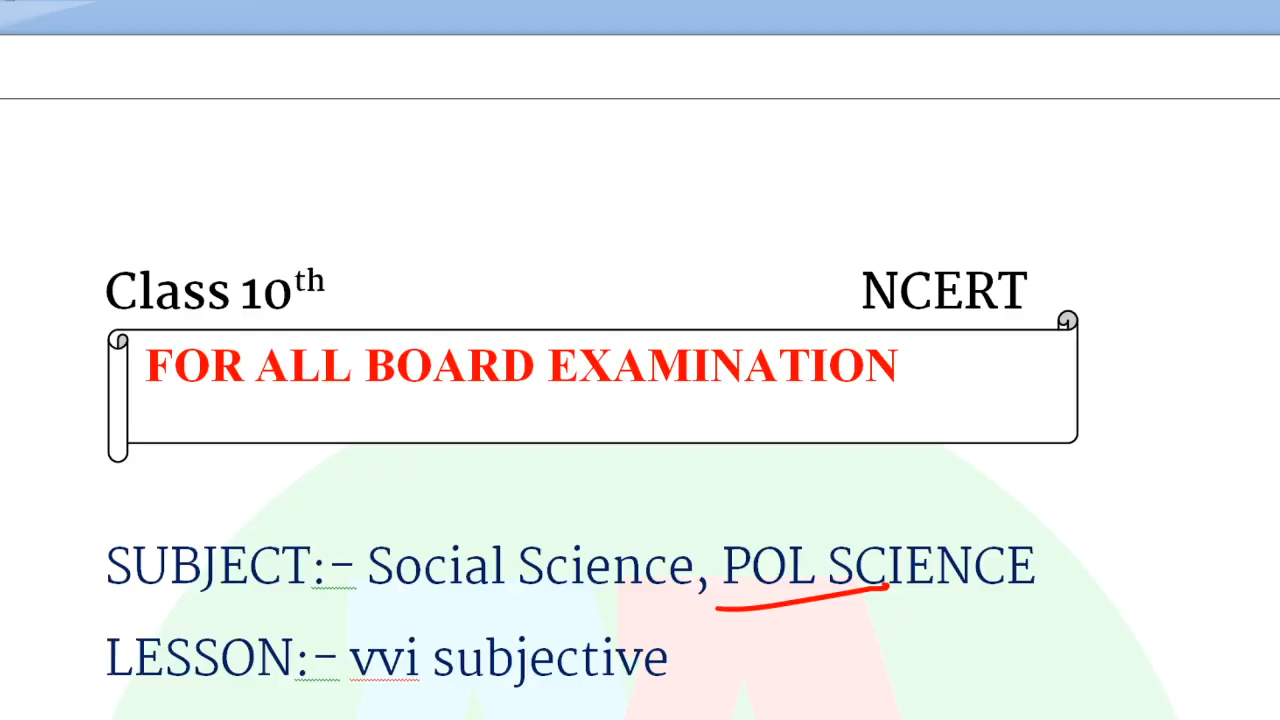 Class 10th NCERT
FOR ALL BOARD EXAMINATION
SUBJECT:- Social Science, POL SCIENCE
LESSON:- vvi subjective